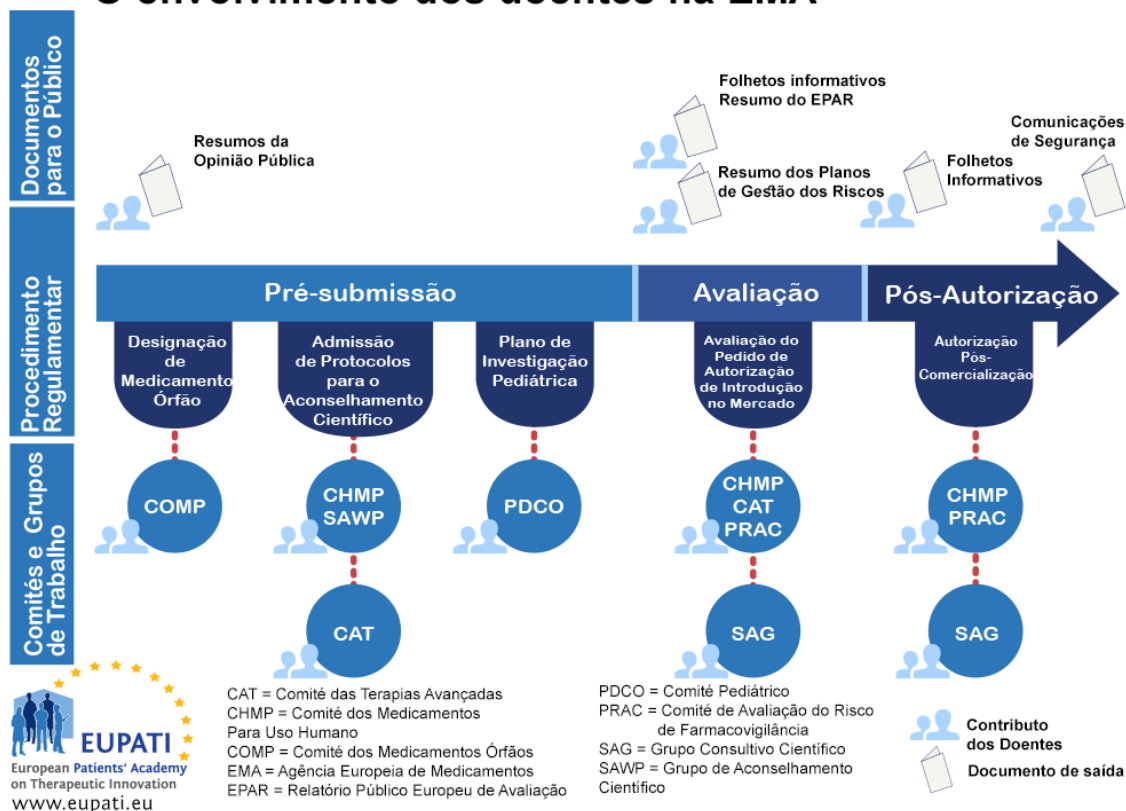 O envolvimento dos doentes na EMA
Documentos
para o Público
Resumos da
Opinião Pública
Folhetos informativos
Resumo do EPAR
Resumo dos Planos
de Gestão dos Riscos
Folhetos
Informativos
Comunicações
de Segurança
Procedimento
Regulamentar
Pré-submissão
Avaliação
Pós-Autorização
Designação
de
Medicamento
Órfão
Admissão
de Protocolos
para o
Aconselhamento
Científico
Plano de
Investigação
Pediátrica
Avaliação do
Pedido de
Autorização
de Introdução
no Mercado
Autorização
Pós-
Comercialização
Comités e Grupos
de Trabalho
COMP
CHMP
SAWP
PDCO
CHMP
CAT
PRAC
CHMP
PRAC
CAT
SAG
SAG
EUPATI
European Patients' Academy
on Therapeutic Innovation
www.eupati.eu
CAT = Comité das Terapias Avançadas
CHMP = Comité dos Medicamentos
Para Uso Humano
COMP = Comité dos Medicamentos Órfãos
EMA = Agência Europeia de Medicamentos
EPAR = Relatório Público Europeu de Avaliação
PDCO = Comité Pediátrico
PRAC = Comité de Avaliação do Risco
de Farmacovigilância
SAG = Grupo Consultivo Científico
SAWP = Grupo de Aconselhamento
Científico
Contributo
dos Doentes
Documento de saída